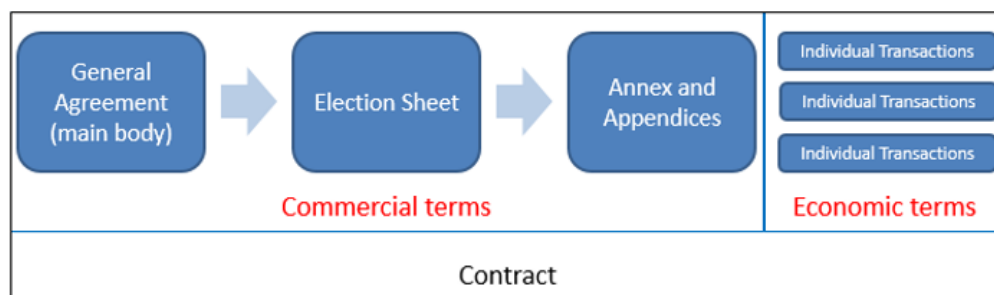 General
Agreement
(main body)
Election Sheet
Annex and
Appendices
Individual Transactions
Individual Transactions
Individual Transactions
Commercial terms
Economic terms
Contract